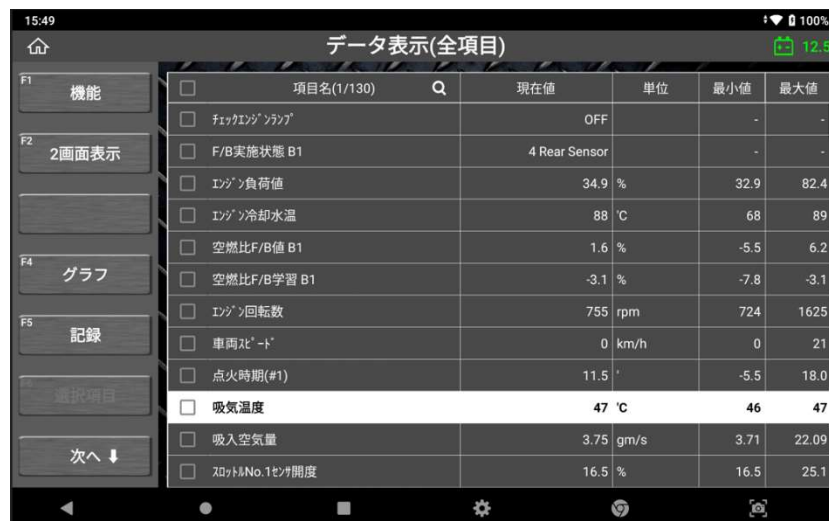 15:49 100%
データ表示(全項目) 12.5
F1 機能
F2 2画面表示
F4 グラフ
F5 記録
選択項目
次へ ⬇
項目名(1/130) 現在値 単位 最小値 最大値
ﾁｪｯｸｴﾝｼﾞﾝﾗﾝﾌﾟ OFF - -
F/B実施状態 B1 4 Rear Sensor - -
ｴﾝｼﾞﾝ負荷値 34.9 % 32.9 82.4
ｴﾝｼﾞﾝ冷却水温 88 ℃ 68 89
空燃比F/B値 B1 1.6 % -5.5 6.2
空燃比F/B学習 B1 -3.1 % -7.8 -3.1
ｴﾝｼﾞﾝ回転数 755 rpm 724 1625
車両ｽﾋﾟｰﾄﾞ 0 km/h 0 21
点火時期(#1) 11.5 ゜ -5.5 18.0
吸気温度 47 ℃ 46 47
吸入空気量 3.75 gm/s 3.71 22.09
ｽﾛｯﾄﾙNo.1ｾﾝｻ開度 16.5 % 16.5 25.1